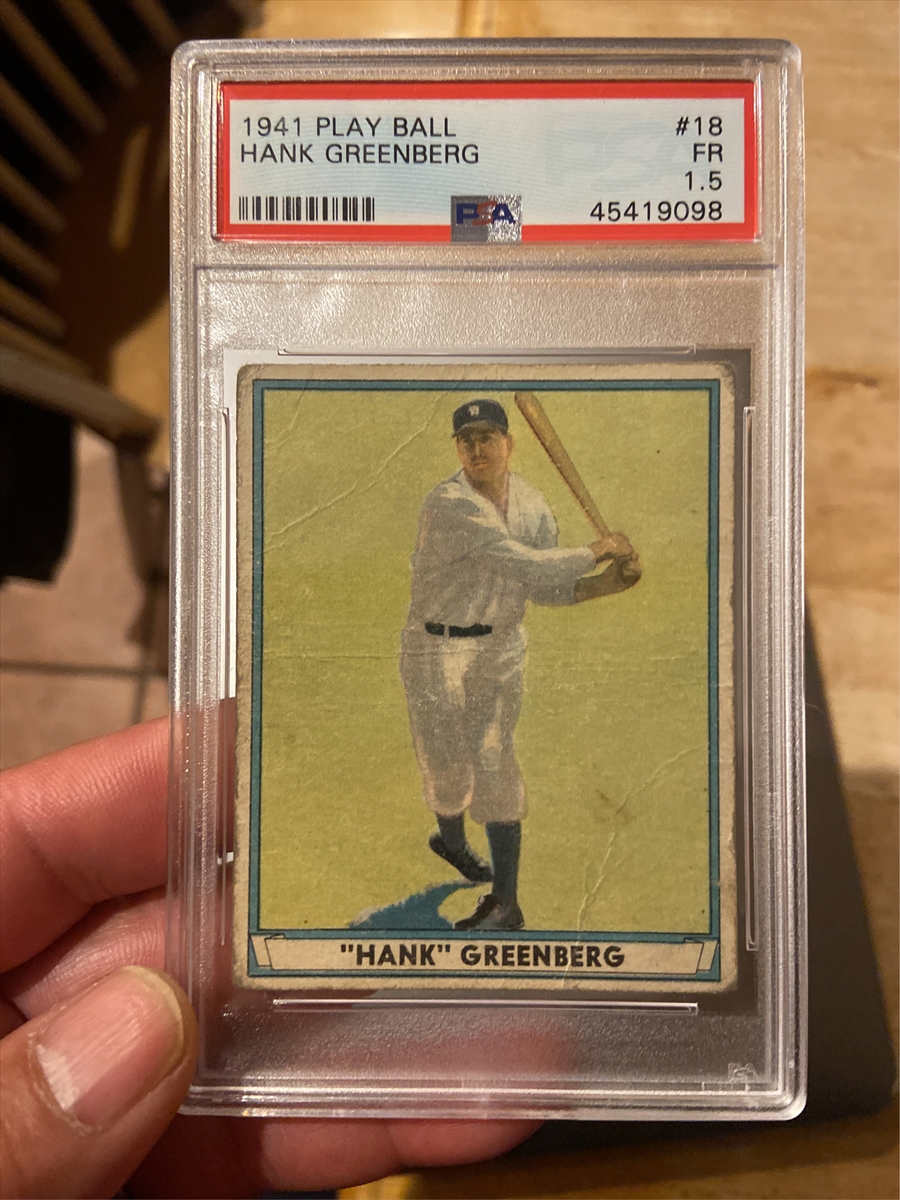 1941 PLAY BALL #18
HANK GREENBERG FR
1.5
PSA 45419098
"HANK" GREENBERG